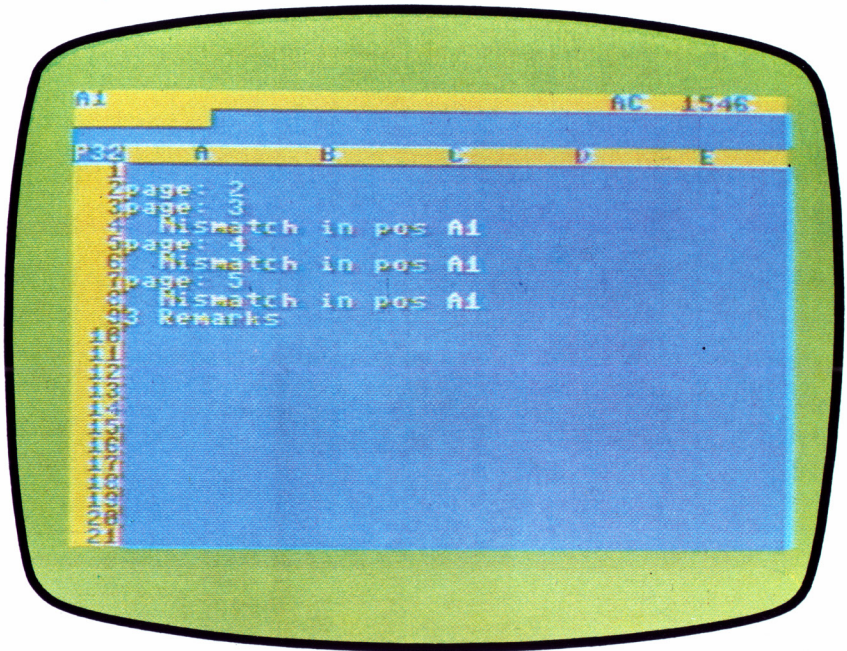 A1 AC 1546
P32 A B C D E
1
2page: 2
3page: 3
4 Mismatch in pos A1
5page: 4
6 Mismatch in pos A1
7page: 5
8 Mismatch in pos A1
93 Remarks
10
11
12
13
14
15
16
17
18
19
20
21